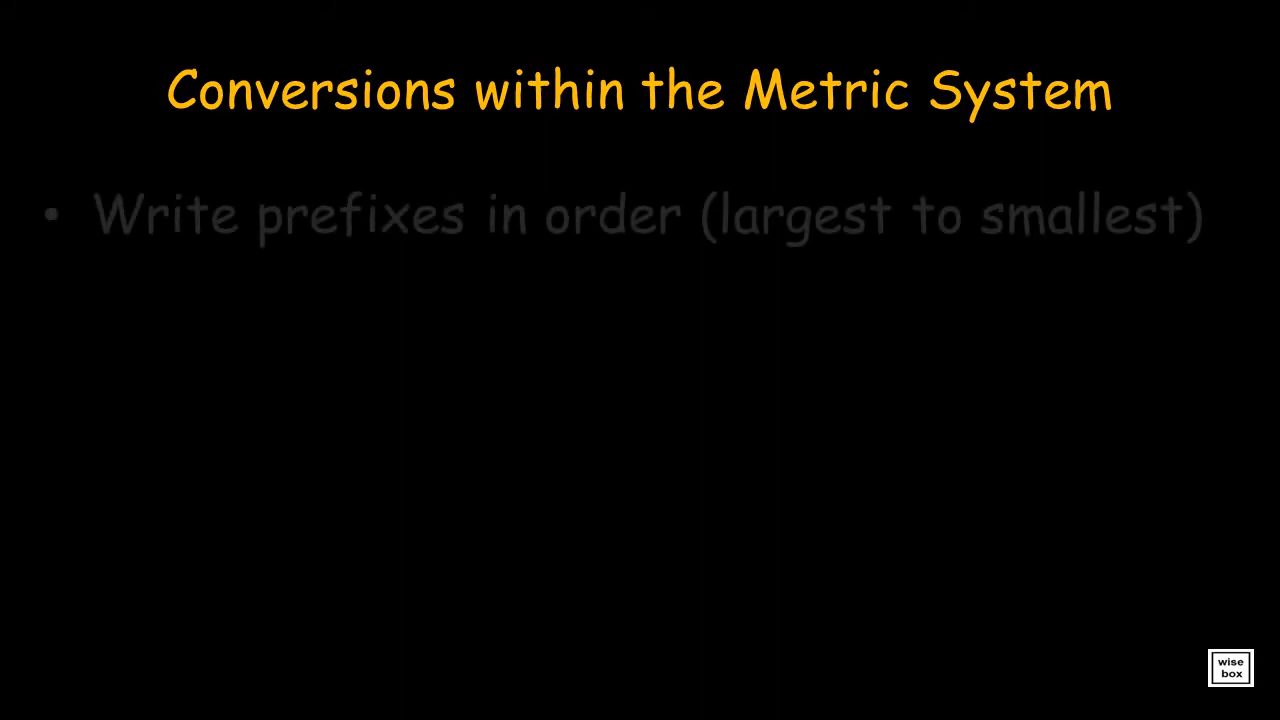 Conversions within the Metric System
• Write prefixes in order (largest to smallest)
wise
box